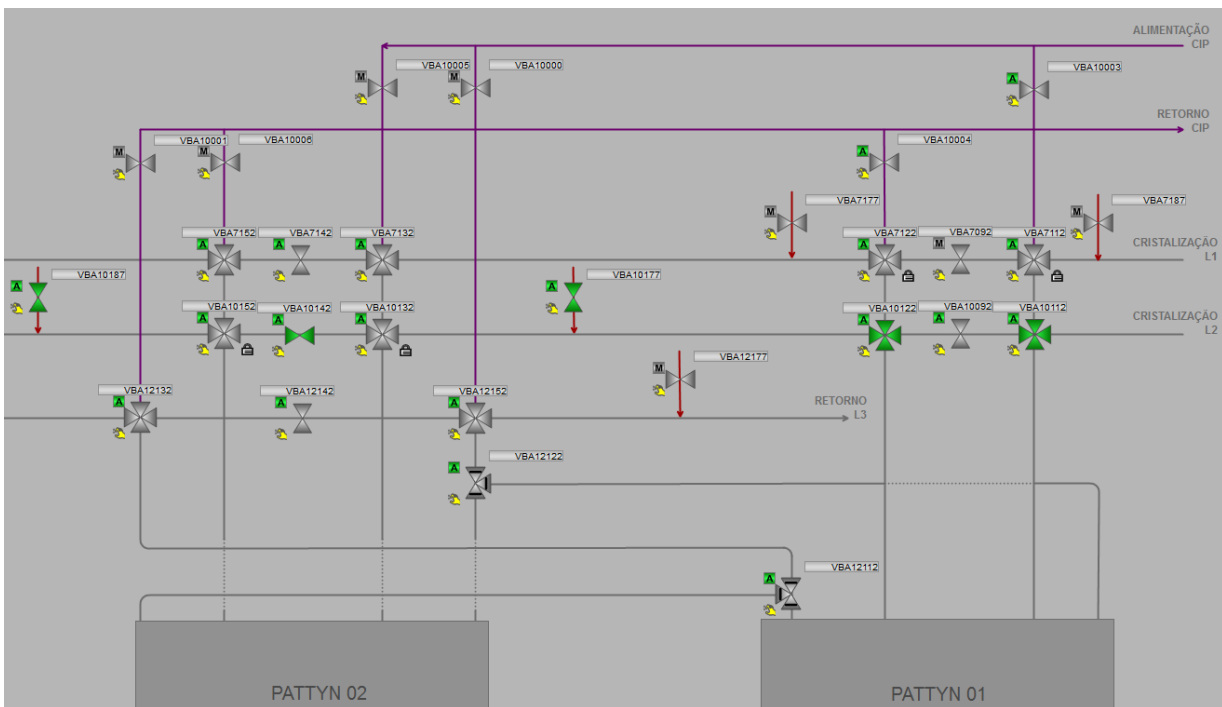 ALIMENTAÇÃO
CIP
VBA10005
VBA10000
VBA10003
M
M
A
RETORNO
CIP
VBA10001
VBA10006
VBA10004
M
M
A
VBA7177
VBA7187
M
M
VBA7152
VBA7142
VBA7132
VBA7122
VBA7092
VBA7112
A
A
A
A
M
A
CRISTALIZAÇÃO
L1
VBA10187
VBA10177
A
A
VBA10152
VBA10142
VBA10132
VBA10122
VBA10092
VBA10112
A
A
A
A
A
A
CRISTALIZAÇÃO
L2
VBA12177
M
VBA12132
VBA12142
VBA12152
A
A
A
RETORNO
L3
VBA12122
A
VBA12112
A
PATTYN 02
PATTYN 01